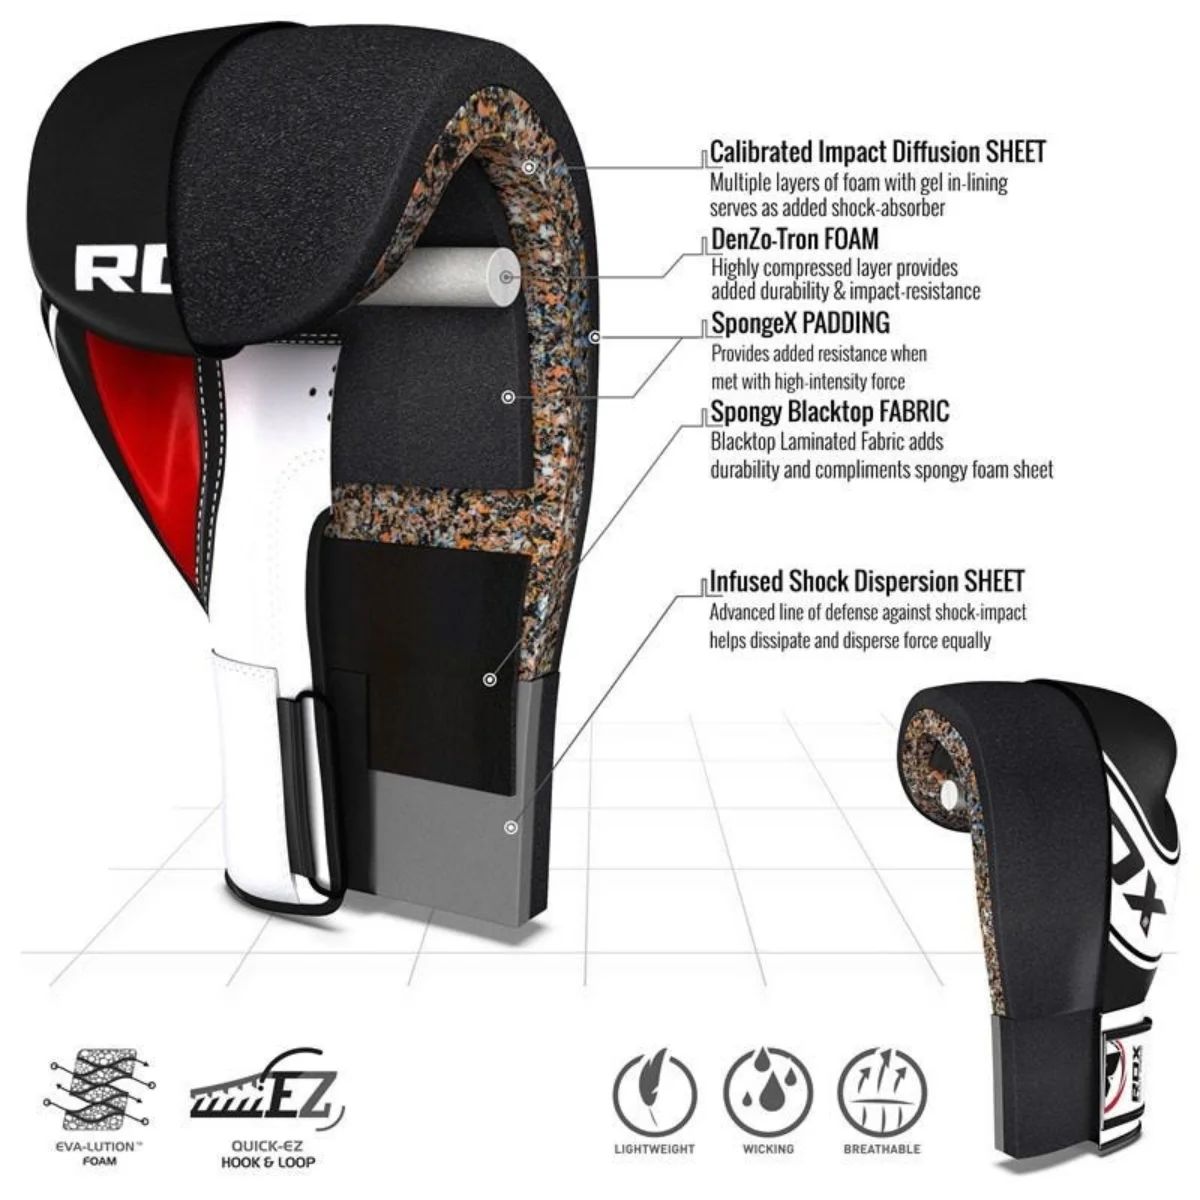 RD
Calibrated Impact Diffusion SHEET
Multiple layers of foam with gel in-lining
serves as added shock-absorber
DenZo-Tron FOAM
Highly compressed layer provides
added durability & impact-resistance
SpongeX PADDING
Provides added resistance when
met with high-intensity force
Spongy Blacktop FABRIC
Blacktop Laminated Fabric adds
durability and compliments spongy foam sheet
Infused Shock Dispersion SHEET
Advanced line of defense against shock-impact
helps dissipate and disperse force equally
DX
RDX
EVA-LUTION™
FOAM
EZ
QUICK-EZ
HOOK & LOOP
LIGHTWEIGHT
WICKING
BREATHABLE